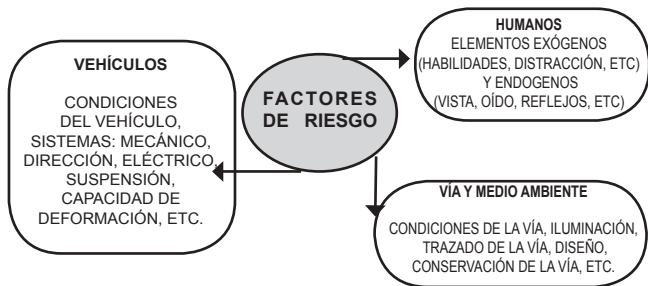 VEHÍCULOS
CONDICIONES
DEL VEHÍCULO,
SISTEMAS: MECÁNICO,
DIRECCIÓN, ELÉCTRICO,
SUSPENSIÓN,
CAPACIDAD DE
DEFORMACIÓN, ETC.
FACTORES
DE RIESGO
HUMANOS
ELEMENTOS EXÓGENOS
(HABILIDADES, DISTRACCIÓN, ETC)
Y ENDOGENOS
(VISTA, OÍDO, REFLEJOS, ETC)
VÍA Y MEDIO AMBIENTE
CONDICIONES DE LA VÍA, ILUMINACIÓN,
TRAZADO DE LA VÍA, DISEÑO,
CONSERVACIÓN DE LA VÍA, ETC.